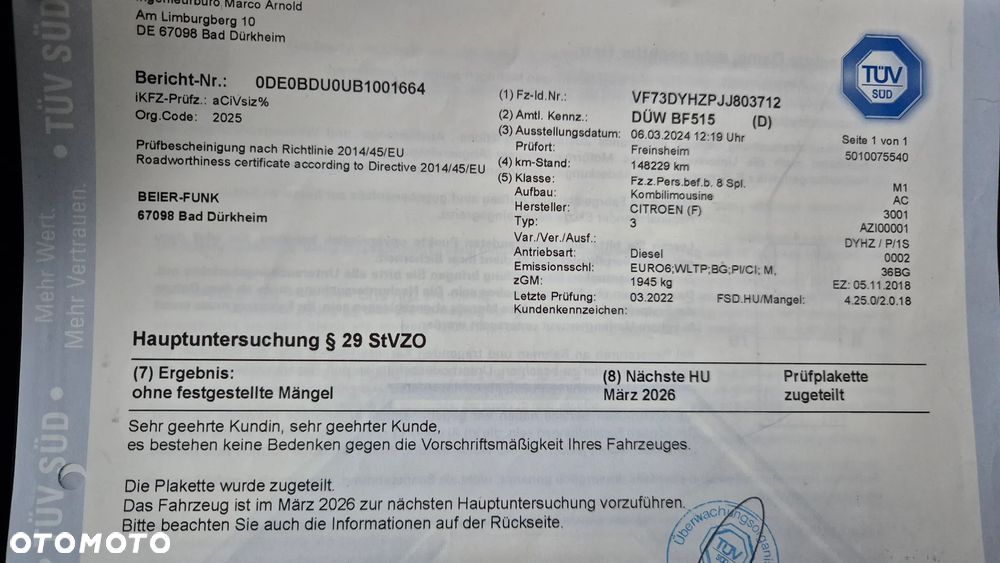 Ingenieurbüro Marco Arnold
Am Limburgberg 10
DE 67098 Bad Dürkheim
Bericht-Nr.: 0DE0BDU0UB1001664
iKFZ-Prüfz.: aCiVsiz%
Org.Code: 2025
Prüfbescheinigung nach Richtlinie 2014/45/EU
Roadworthiness certificate according to Directive 2014/45/EU
BEIER-FUNK
67098 Bad Dürkheim
(1) Fz-Id.Nr.: VF73DYHZPJJ803712
(2) Amtl. Kennz.: DÜW BF515 (D)
(3) Ausstellungsdatum: 06.03.2024 12:19 Uhr
Prüfort: Freinsheim
(4) km-Stand: 148229 km
(5) Klasse: Fz.z.Pers.bef.b. 8 Spl. M1
Aufbau: Kombilimousine AC
Hersteller: CITROEN (F) 3001
Typ: 3 AZI00001
Var./Ver./Ausf.: DYHZ / P/1S
Antriebsart: Diesel 0002
Emissionsschl: EURO6;WLTP;BG;PI/CI; M, 36BG
zGM: 1945 kg EZ: 05.11.2018
Letzte Prüfung: 03.2022 FSD.HU/Mangel: 4.25.0/2.0.18
Kundenkennzeichen:
TÜV
SÜD
Seite 1 von 1
5010075540
Hauptuntersuchung § 29 StVZO
(7) Ergebnis: (8) Nächste HU Prüfplakette
ohne festgestellte Mängel März 2026 zugeteilt
Sehr geehrte Kundin, sehr geehrter Kunde,
es bestehen keine Bedenken gegen die Vorschriftsmäßigkeit Ihres Fahrzeuges.
Die Plakette wurde zugeteilt.
Das Fahrzeug ist im März 2026 zur nächsten Hauptuntersuchung vorzuführen.
Bitte beachten Sie auch die Informationen auf der Rückseite.
Überwachungsorgani
TÜV
SÜD
• TÜV SÜD
Mehr Wert.
Mehr Vertrauen.
TÜV SÜD •
OTOMOTO